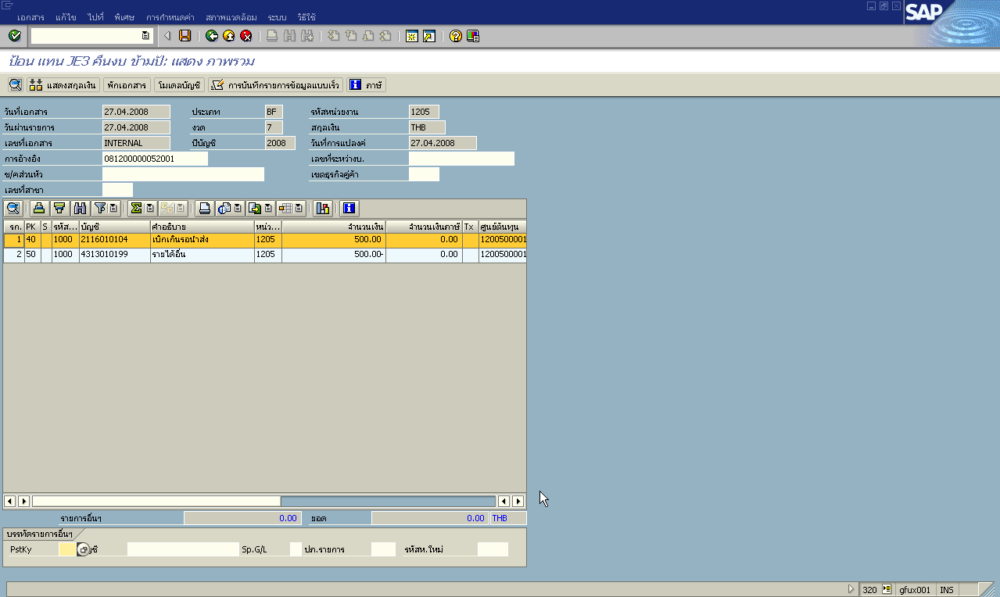 เอกสาร แก้ไข ไปที่ พิเศษ การกำหนดค่า สภาพแวดล้อม ระบบ วิธีใช้
SAP
ป้อน แทน JE3 คืนงบ ข้ามปี: แสดง ภาพรวม
แสดงสกุลเงิน พักเอกสาร โมเดลบัญชี การบันทึกรายการข้อมูลแบบเร็ว ภาษี
วันที่เอกสาร 27.04.2008 ประเภท BF รหัสหน่วยงาน 1205
วันผ่านรายการ 27.04.2008 งวด 7 สกุลเงิน THB
เลขที่เอกสาร INTERNAL ปีบัญชี 2008 วันที่การแปลงค่ 27.04.2008
การอ้างอิง 081200000052001 เลขที่ระหว่างบ.
ข/คส่วนหัว เขตธุรกิจคู่ค้า
เลขที่สาขา
รก. PK S รหัส... บัญชี คำอธิบาย หน่ว... จำนวนเงิน จำนวนเงินภาษี Tx ศูนย์ต้นทุน
1 40 1000 2116010104 เบิกเกินรอนำส่ง 1205 500.00 0.00 1200500001
2 50 1000 4313010199 รายได้อื่น 1205 500.00- 0.00 1200500001
รายการอื่นๆ 0.00 ยอด 0.00 THB
บรรทัดรายการอื่นๆ
PstKy ญชี Sp.G/L ปภ.รายการ รหัสห.ใหม่
320 gfux001 INS